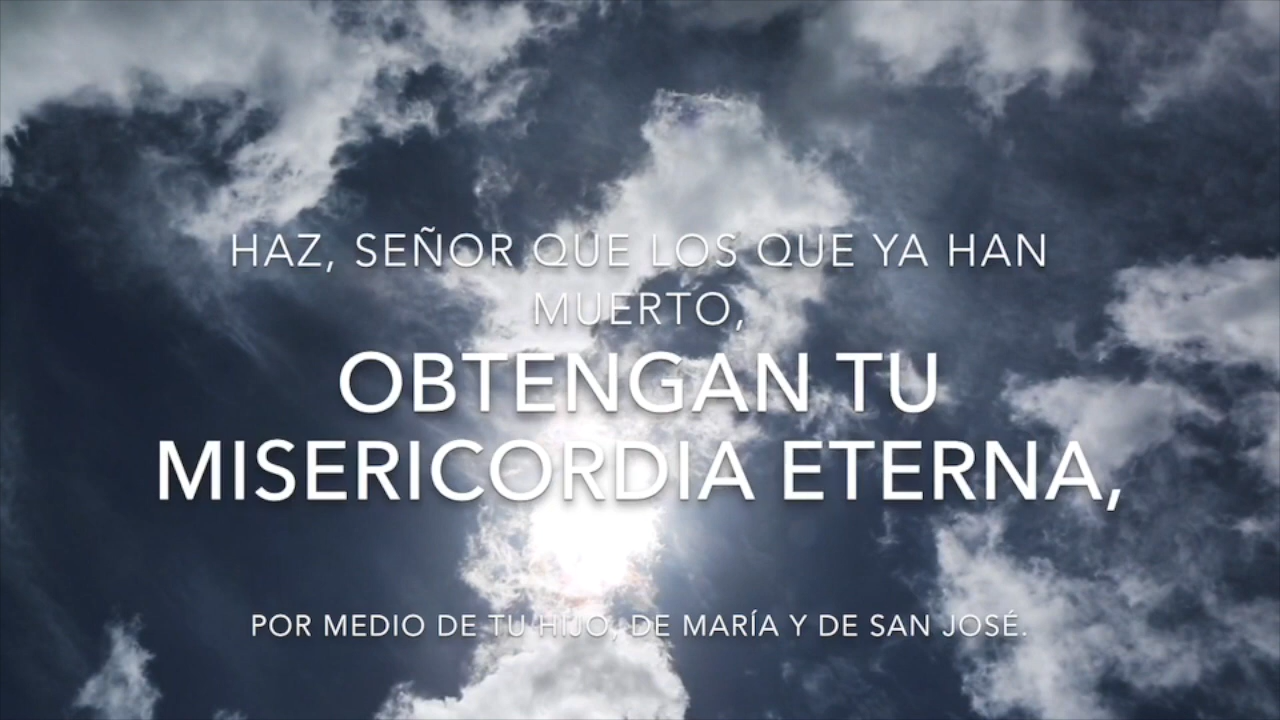 HAZ, SEÑOR QUE LOS QUE YA HAN
MUERTO,
OBTENGAN TU
MISERICORDIA ETERNA,
POR MEDIO DE TU HIJO, DE MARÍA Y DE SAN JOSÉ.